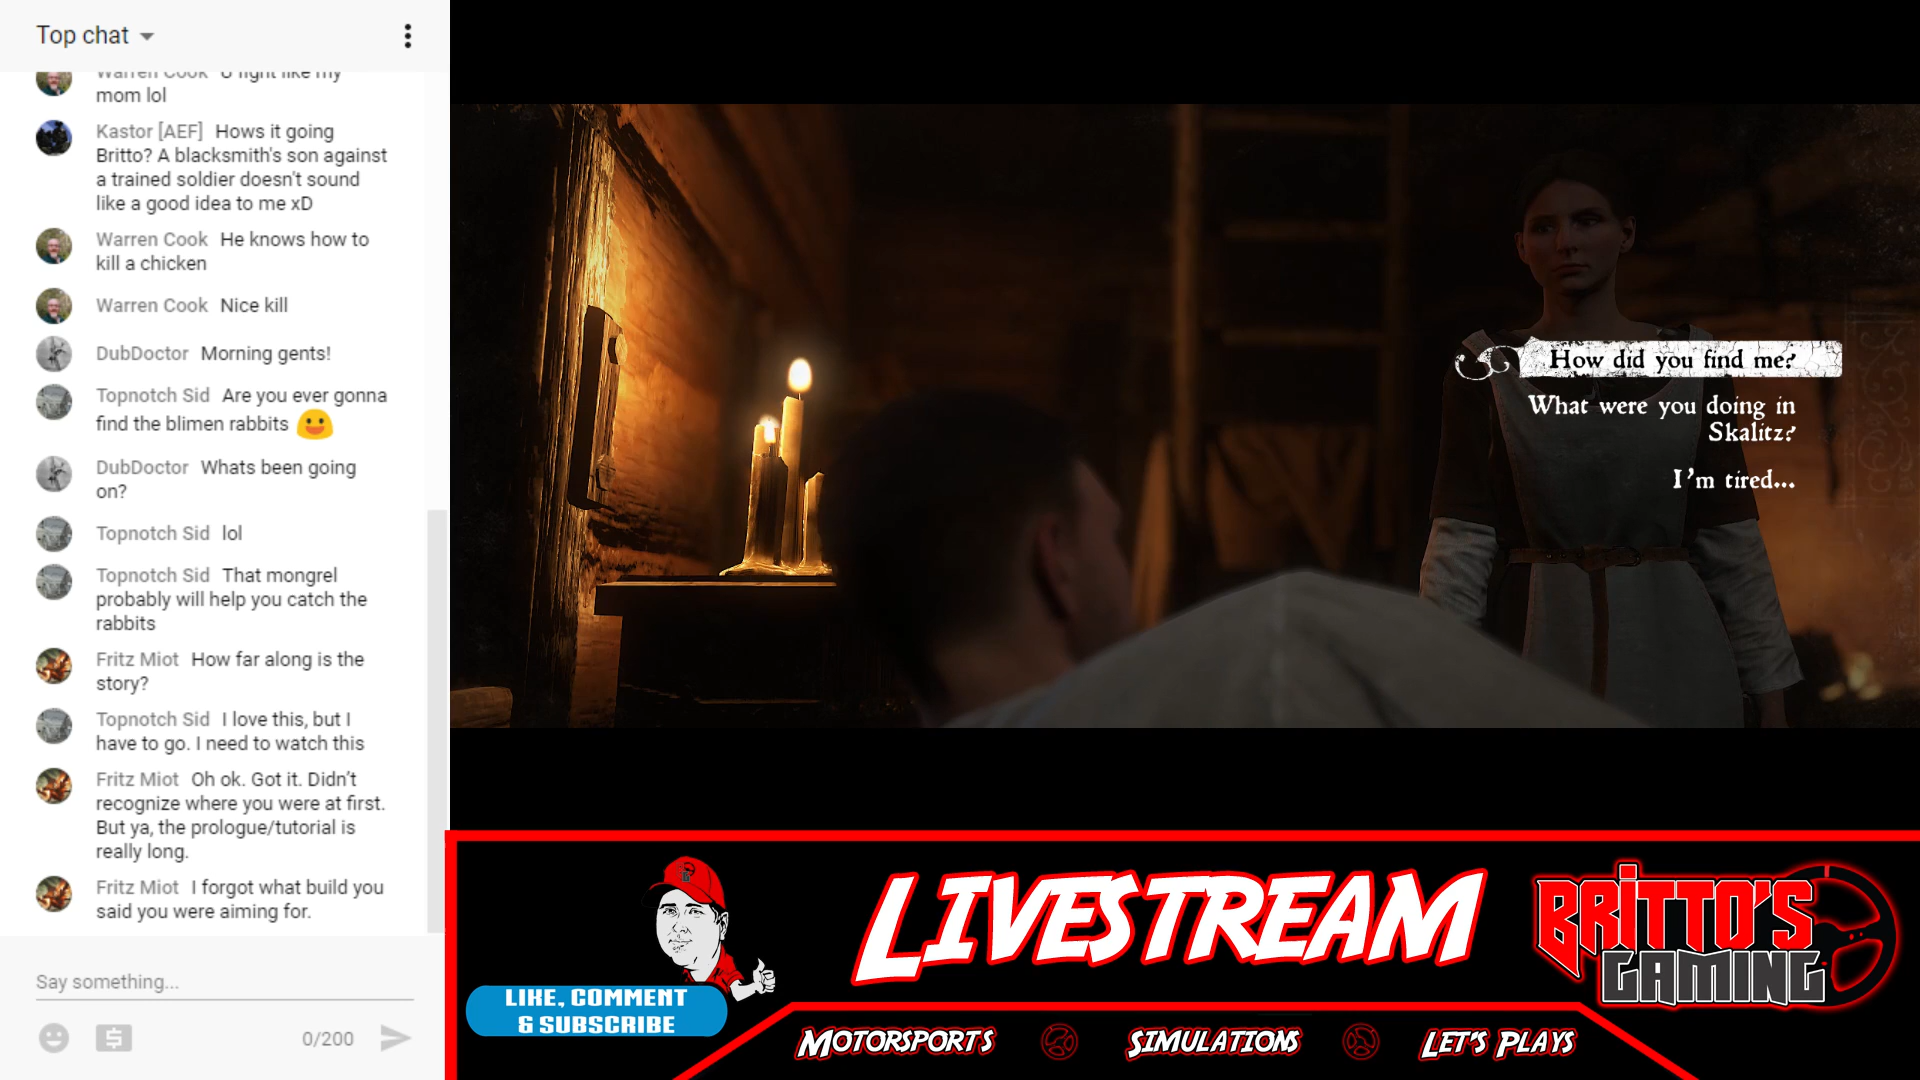 Top chat
Warren Cook U fight like my
mom lol
Kastor [AEF] Hows it going
Britto? A blacksmith's son against
a trained soldier doesn't sound
like a good idea to me xD
Warren Cook He knows how to
kill a chicken
Warren Cook Nice kill
DubDoctor Morning gents!
Topnotch Sid Are you ever gonna
find the blimen rabbits
DubDoctor Whats been going
on?
Topnotch Sid lol
Topnotch Sid That mongrel
probably will help you catch the
rabbits
Fritz Miot How far along is the
story?
Topnotch Sid I love this, but I
have to go. I need to watch this
Fritz Miot Oh ok. Got it. Didn't
recognize where you were at first.
But ya, the prologue/tutorial is
really long.
Fritz Miot I forgot what build you
said you were aiming for.
Say something...
0/200
How did you find me?
What were you doing in
Skalitz?
I'm tired...
LIVESTREAM
BRITTO'S
GAMING
LIKE, COMMENT
& SUBSCRIBE
MOTORSPORTS
SIMULATIONS
LET'S PLAYS